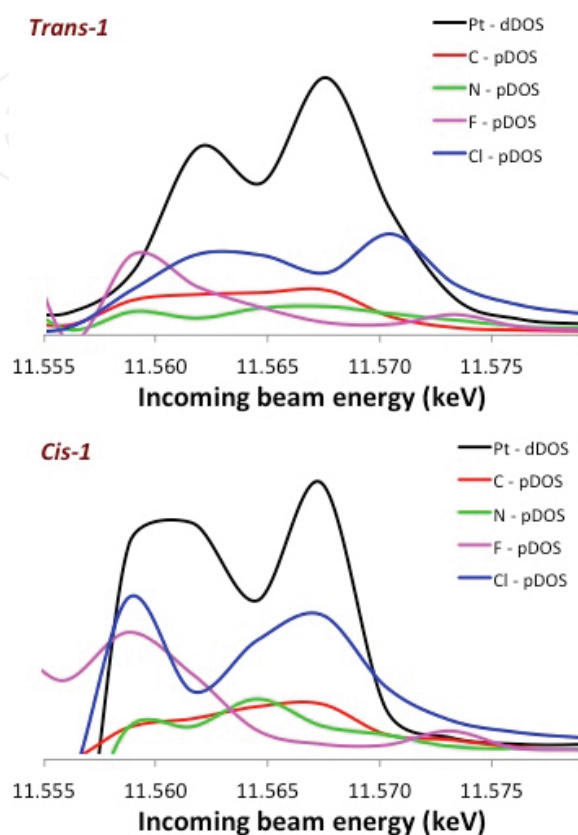 Trans-1
Pt - dDOS
C - pDOS
N - pDOS
F - pDOS
Cl - pDOS
11.555 11.560 11.565 11.570 11.575
Incoming beam energy (keV)
Cis-1
Pt - dDOS
C - pDOS
N - pDOS
F - pDOS
Cl - pDOS
11.555 11.560 11.565 11.570 11.575
Incoming beam energy (keV)